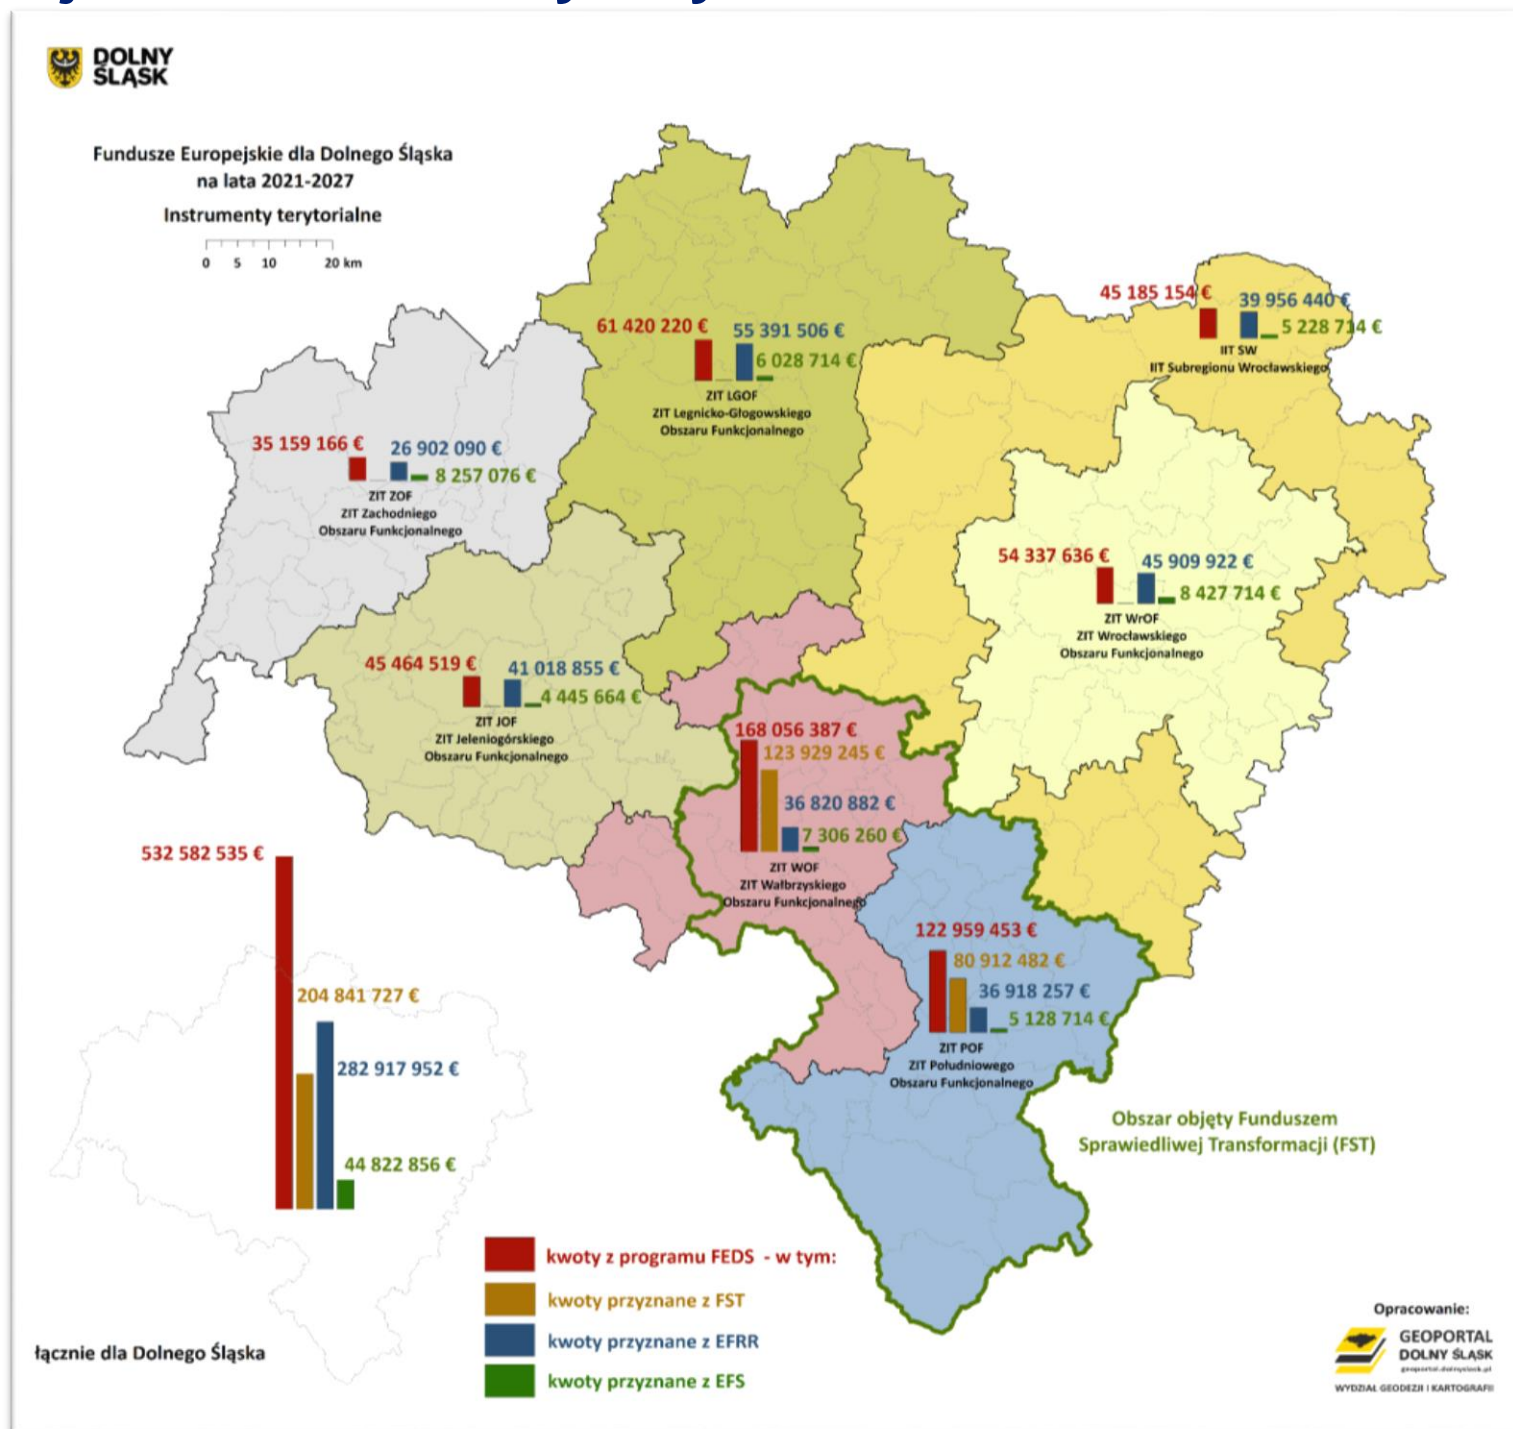 DOLNY
ŚLĄSK
Fundusze Europejskie dla Dolnego Śląska
na lata 2021-2027
Instrumenty terytorialne
0 5 10 20 km
45 185 154 €
39 956 440 €
5 228 714 €
IIT SW
IIT Subregionu Wrocławskiego
61 420 220 €
55 391 506 €
6 028 714 €
ZIT LGOF
ZIT Legnicko-Głogowskiego
Obszaru Funkcjonalnego
35 159 166 €
26 902 090 €
8 257 076 €
ZIT ZOF
ZIT Zachodniego
Obszaru Funkcjonalnego
54 337 636 €
45 909 922 €
8 427 714 €
ZIT WrOF
ZIT Wrocławskiego
Obszaru Funkcjonalnego
45 464 519 €
41 018 855 €
4 445 664 €
ZIT JOF
ZIT Jeleniogórskiego
Obszaru Funkcjonalnego
168 056 387 €
123 929 245 €
36 820 882 €
7 306 260 €
ZIT WOF
ZIT Wałbrzyskiego
Obszaru Funkcjonalnego
122 959 453 €
80 912 482 €
36 918 257 €
5 128 714 €
ZIT POF
ZIT Południowego
Obszaru Funkcjonalnego
532 582 535 €
204 841 727 €
282 917 952 €
44 822 856 €
łącznie dla Dolnego Śląska
Obszar objęty Funduszem
Sprawiedliwej Transformacji (FST)
kwoty z programu FEDS - w tym:
kwoty przyznane z FST
kwoty przyznane z EFRR
kwoty przyznane z EFS
Opracowanie:
GEOPORTAL
DOLNY ŚLĄSK
geoportal.dolnyslask.pl
WYDZIAŁ GEODEZJI I KARTOGRAFII